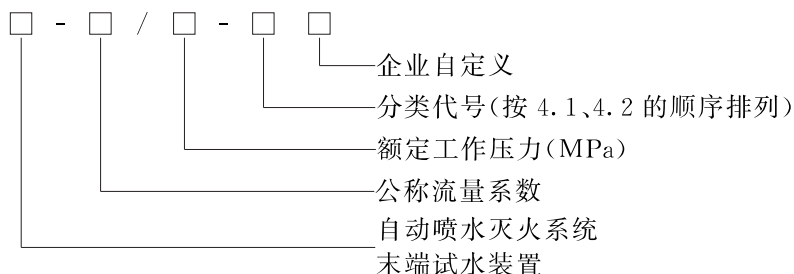 □ - □ / □ - □ □
企业自定义
分类代号(按 4.1、4.2 的顺序排列)
额定工作压力(MPa)
公称流量系数
自动喷水灭火系统
末端试水装置